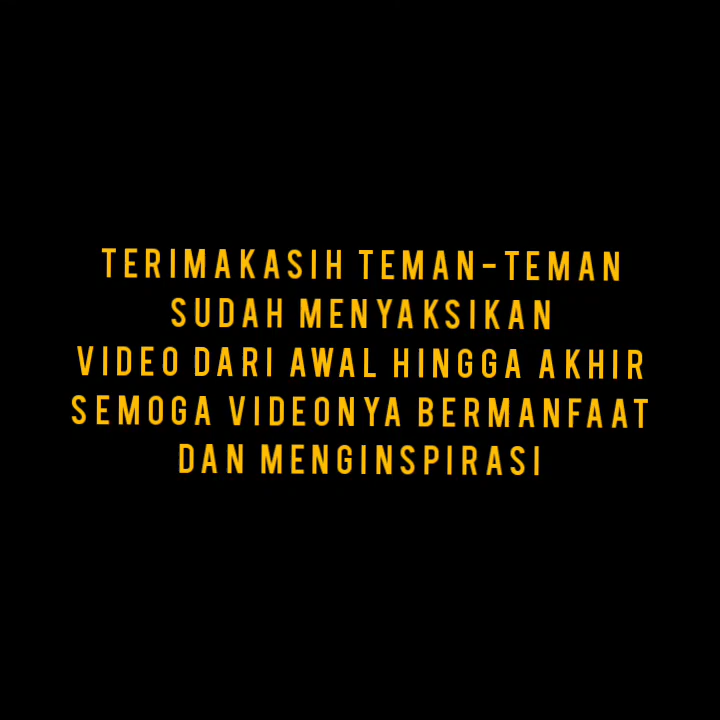 TERIMAKASIH TEMAN-TEMAN
SUDAH MENYAKSIKAN
VIDEO DARI AWAL HINGGA AKHIR
SEMOGA VIDEONYA BERMANFAAT
DAN MENGINSPIRASI